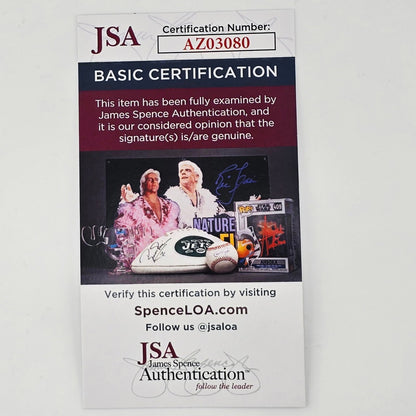 JSA
Certification Number:
AZ03080
BASIC CERTIFICATION
This item has been fully examined by
James Spence Authentication, and
it is our considered opinion that the
signature(s) is/are genuine.
NATURE
JETS
Verify this certification by visiting
SpenceLOA.com
Follow us @jsaloa
JSA
James Spence
Authentication™
follow the leader